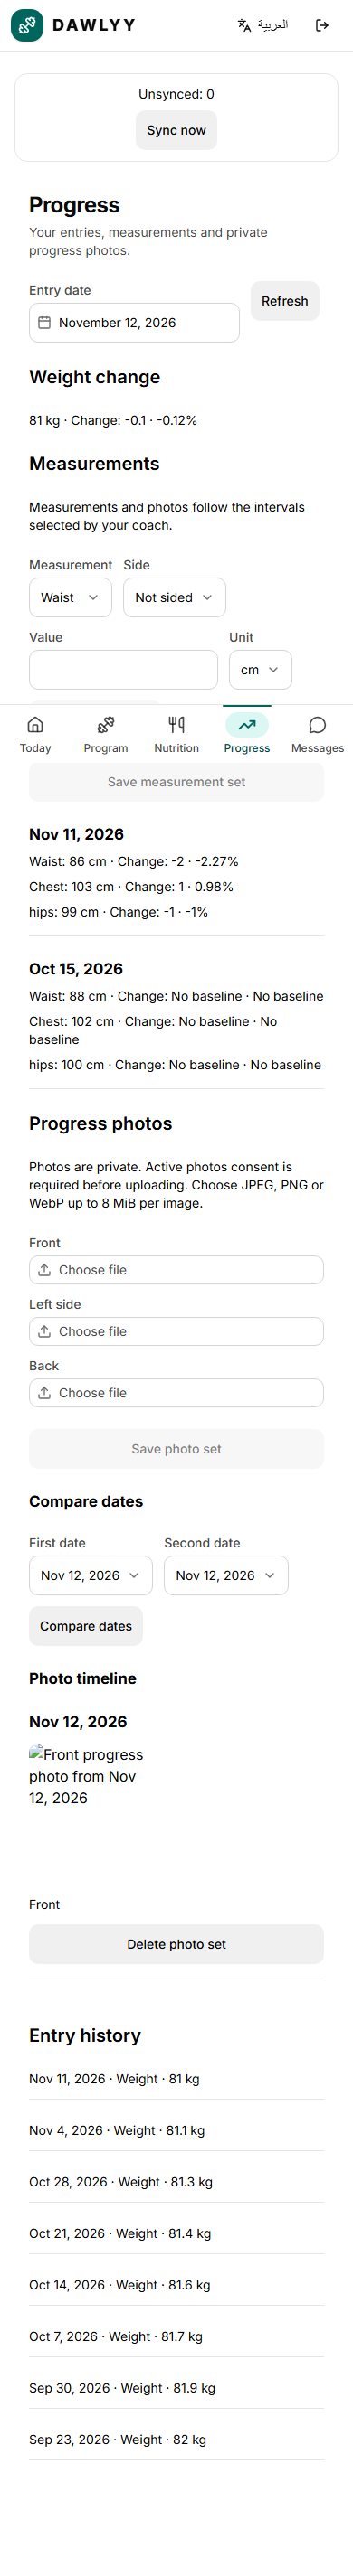 DAWLYY
العربية
Unsynced: 0
Sync now
Progress
Your entries, measurements and private
progress photos.
Entry date
November 12, 2026
Refresh
Weight change
81 kg · Change: -0.1 · -0.12%
Measurements
Measurements and photos follow the intervals
selected by your coach.
Measurement Side
Waist Not sided
Value Unit
cm
Today Program Nutrition Progress Messages
Save measurement set
Nov 11, 2026
Waist: 86 cm · Change: -2 · -2.27%
Chest: 103 cm · Change: 1 · 0.98%
hips: 99 cm · Change: -1 · -1%
Oct 15, 2026
Waist: 88 cm · Change: No baseline · No baseline
Chest: 102 cm · Change: No baseline · No
baseline
hips: 100 cm · Change: No baseline · No baseline
Progress photos
Photos are private. Active photos consent is
required before uploading. Choose JPEG, PNG or
WebP up to 8 MiB per image.
Front
Choose file
Left side
Choose file
Back
Choose file
Save photo set
Compare dates
First date Second date
Nov 12, 2026 Nov 12, 2026
Compare dates
Photo timeline
Nov 12, 2026
Front progress
photo from Nov
12, 2026
Front
Delete photo set
Entry history
Nov 11, 2026 · Weight · 81 kg
Nov 4, 2026 · Weight · 81.1 kg
Oct 28, 2026 · Weight · 81.3 kg
Oct 21, 2026 · Weight · 81.4 kg
Oct 14, 2026 · Weight · 81.6 kg
Oct 7, 2026 · Weight · 81.7 kg
Sep 30, 2026 · Weight · 81.9 kg
Sep 23, 2026 · Weight · 82 kg